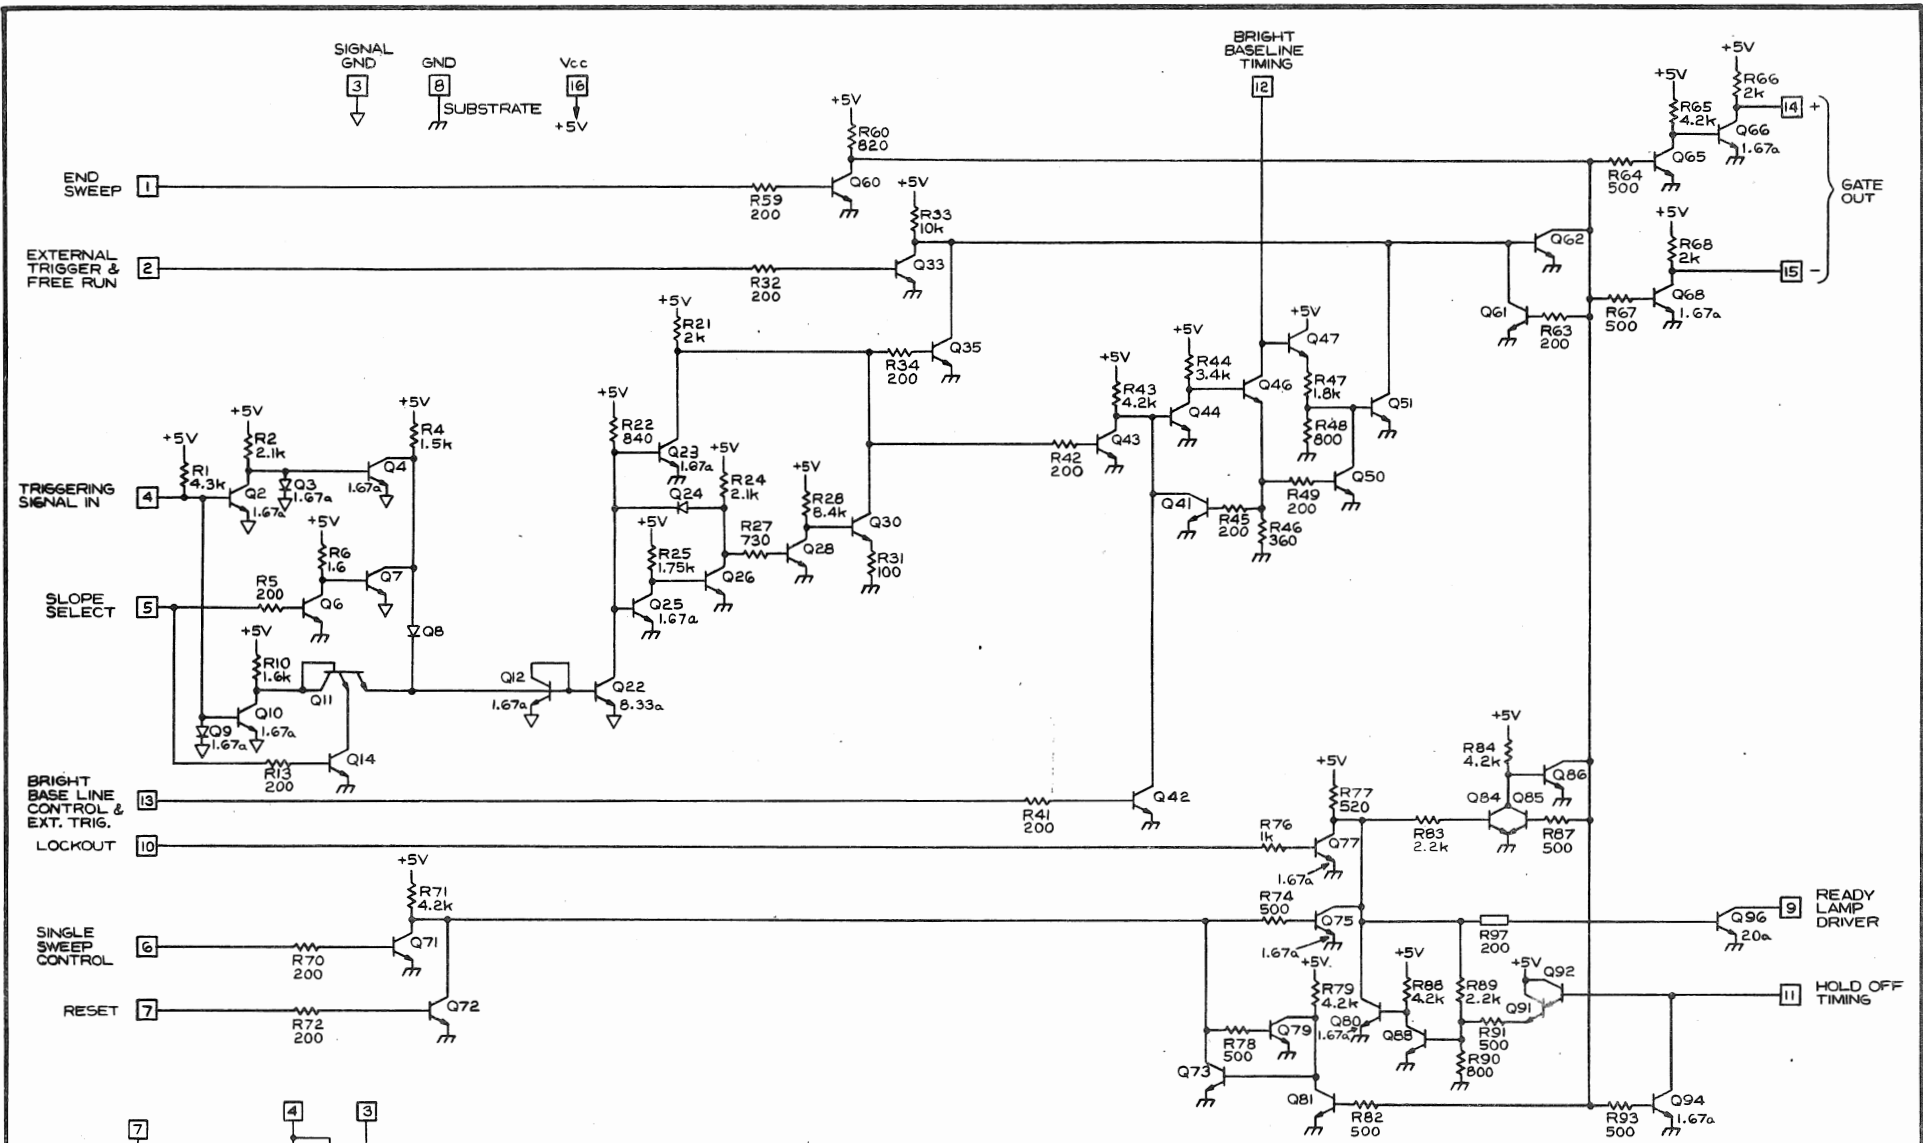 SIGNAL
GND
3
GND
8
SUBSTRATE
Vcc
16
+5V
BRIGHT
BASELINE
TIMING
12
+5V
R66
2k
14 +
+5V
R65
4.2k
Q66
1.67a
Q65
R64
500
GATE
OUT
+5V
R68
2k
15 -
Q68
1.67a
R67
500
END
SWEEP
1
R59
200
+5V
R60
820
Q60
EXTERNAL
TRIGGER &
FREE RUN
2
R32
200
+5V
R33
10k
Q33
Q62
Q61
R63
200
+5V
R21
2k
R34
200
Q35
+5V
Q47
R47
1.8k
R48
800
Q51
Q50
R49
200
Q46
+5V
R44
3.4k
Q44
+5V
R43
4.2k
Q43
R42
200
Q41
R45
200
R46
360
+5V
R22
840
Q23
1.67a
+5V
R24
2.1k
Q24
+5V
R25
1.75k
Q25
1.67a
Q26
R27
730
+5V
R28
8.4k
Q28
Q30
R31
100
TRIGGERING
SIGNAL IN
4
+5V
R1
4.3k
+5V
R2
2.1k
Q2
1.67a
Q3
1.67a
Q4
1.67a
+5V
R4
1.5k
SLOPE
SELECT
5
R5
200
+5V
R6
1.6
Q6
Q7
Q8
+5V
R10
1.6k
Q11
Q10
1.67a
Q9
1.67a
Q12
1.67a
Q22
8.33a
R13
200
Q14
BRIGHT
BASE LINE
CONTROL &
EXT. TRIG.
13
R41
200
Q42
LOCKOUT
10
R76
1k
+5V
R77
520
Q77
1.67a
R83
2.2k
+5V
R84
4.2k
Q84
Q85
Q86
R87
500
SINGLE
SWEEP
CONTROL
6
R70
200
+5V
R71
4.2k
Q71
R74
500
Q75
1.67a
R97
200
Q96
20a
9
READY
LAMP
DRIVER
RESET
7
R72
200
Q72
+5V
R79
4.2k
Q79
R78
500
Q73
Q80
1.67a
+5V
R88
4.2k
Q88
R89
2.2k
R90
800
R91
500
+5V
Q92
Q91
11
HOLD OFF
TIMING
Q81
R82
500
R93
500
Q94
1.67a
7
4
3